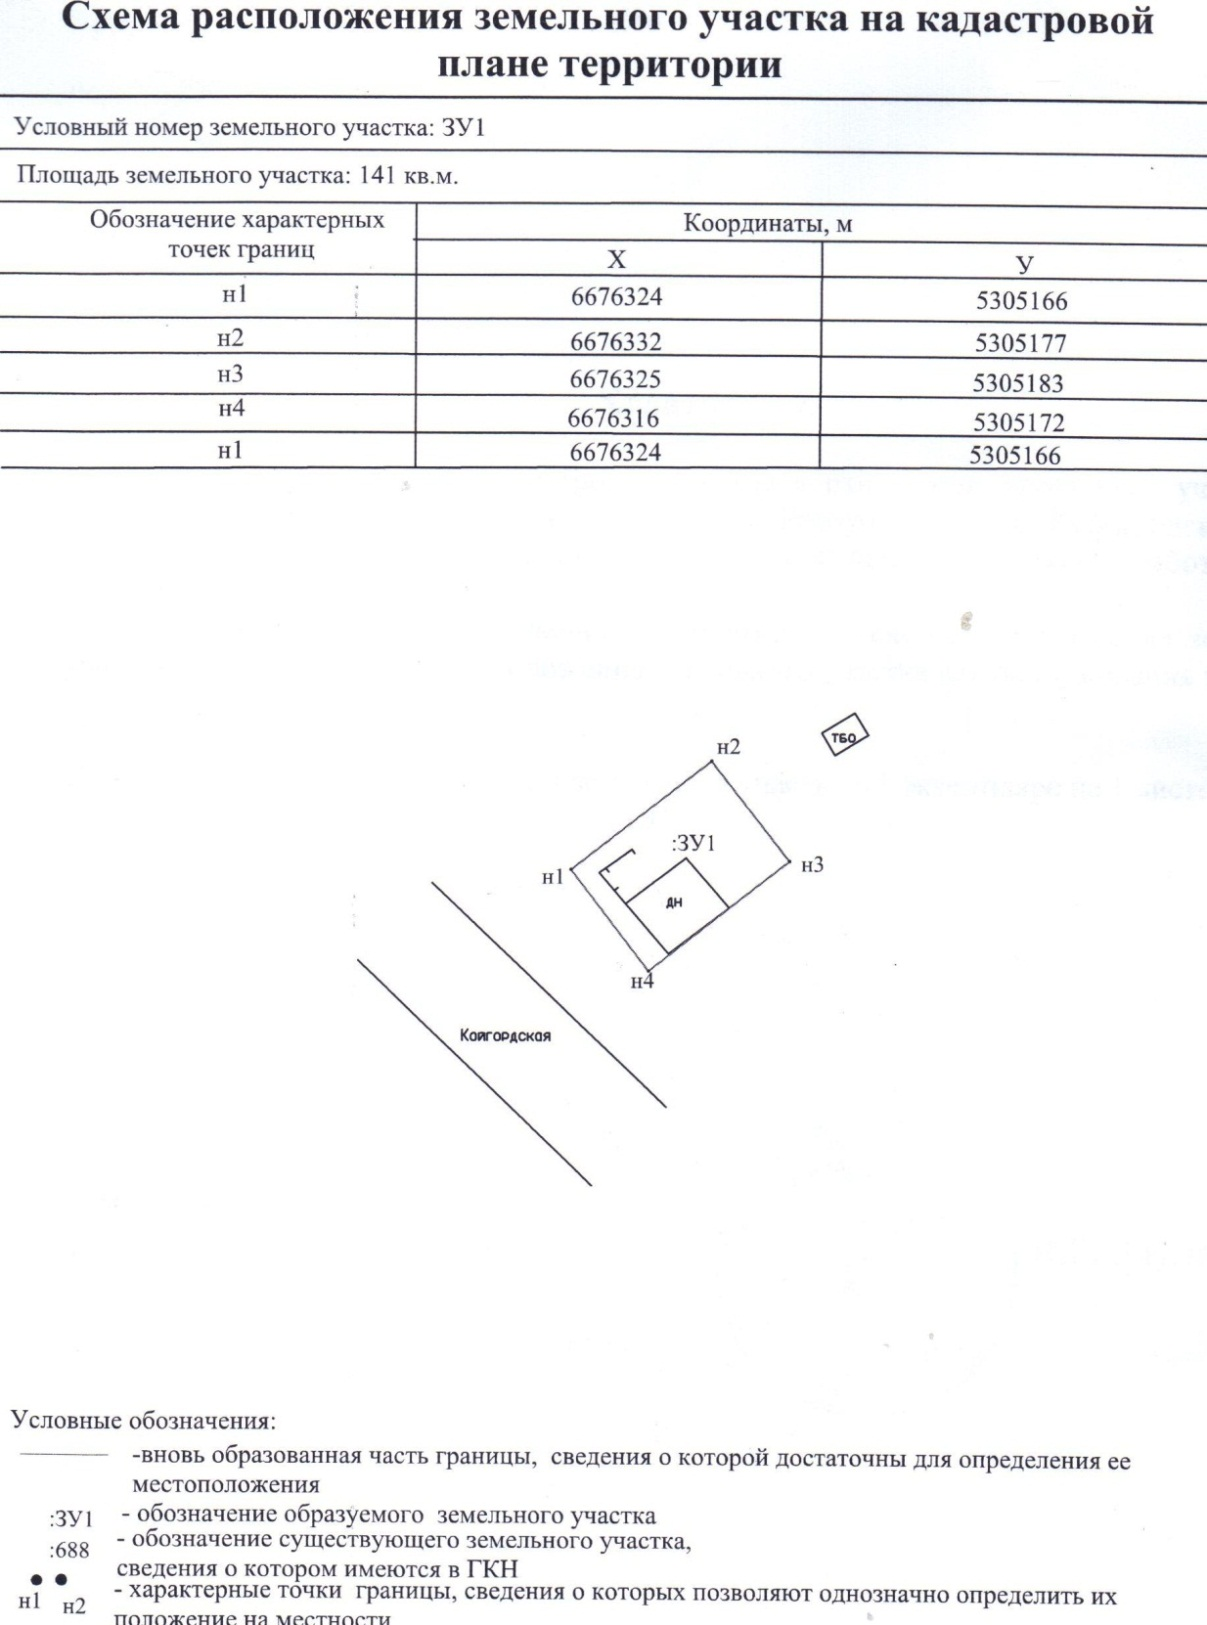 Схема расположения земельного участка на кадастровой
плане территории
Условный номер земельного участка: ЗУ1
Площадь земельного участка: 141 кв.м.
Обозначение характерных
точек границ
Координаты, м
Х
У
н1 6676324 5305166
н2 6676332 5305177
н3 6676325 5305183
н4 6676316 5305172
н1 6676324 5305166
ТБО
н2
:ЗУ1
н3
н1
дн
н4
Койгордская
Условные обозначения:
-вновь образованная часть границы, сведения о которой достаточны для определения ее
местоположения
:ЗУ1 - обозначение образуемого земельного участка
:688 - обозначение существующего земельного участка,
сведения о котором имеются в ГКН
н1 н2 - характерные точки границы, сведения о которых позволяют однозначно определить их
положение на местности